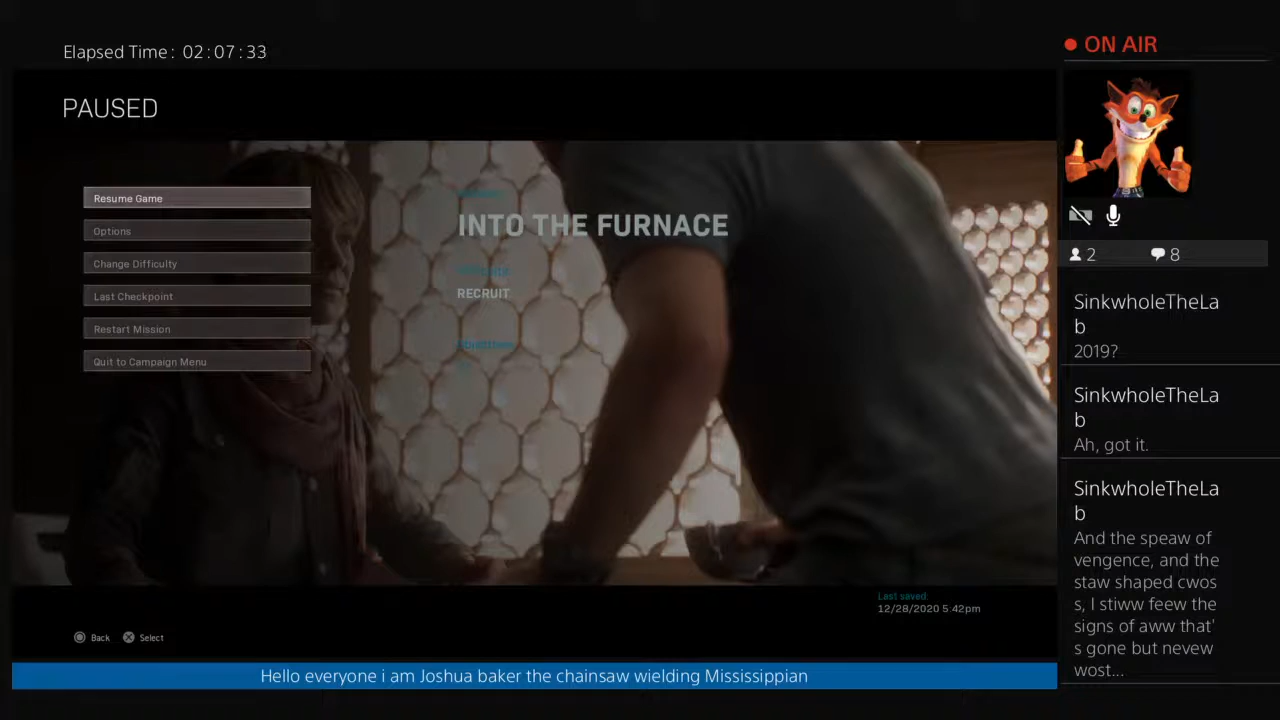 Elapsed Time: 02:07:33
PAUSED
Resume Game
Options
Change Difficulty
Last Checkpoint
Restart Mission
Quit to Campaign Menu
INTO THE FURNACE
RECRUIT
Last saved:
12/28/2020 5:42pm
Back
Select
Hello everyone i am Joshua baker the chainsaw wielding Mississippian
ON AIR
2
8
SinkwholeTheLa
b
2019?
SinkwholeTheLa
b
Ah, got it.
SinkwholeTheLa
b
And the speaw of
vengence, and the
staw shaped cwos
s, I stiww feew the
signs of aww that'
s gone but nevew
wost...